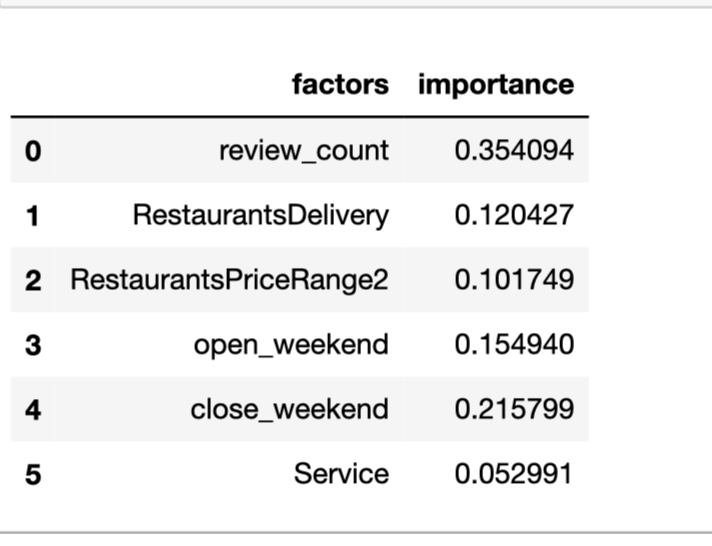 factors importance
0 review_count 0.354094
1 RestaurantsDelivery 0.120427
2 RestaurantsPriceRange2 0.101749
3 open_weekend 0.154940
4 close_weekend 0.215799
5 Service 0.052991